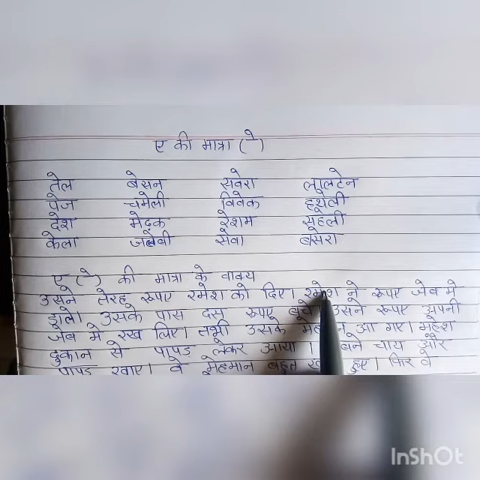 ए की मात्रा ( े )
तेल बेसन सवेरा लालटेन
पेज चमेली विवेक हथेली
देश मेढ़क रेशम सहेली
केला जलेबी सेवा बसेरा
ए ( े ) की मात्रा के वाक्य
उसने तेरह रुपए रमेश को दिए। रमेश ने रुपए जेब में
डाले। उसके पास दस रुपए बचे उसने रुपए अपनी
जेब में रख लिए। तभी उसके आ गए। महेश
दुकान से पापड़ लेकर आया। चाय और
पापड़ खाए। वे मेहमान बहुत हुए। फिर वे
InShOt